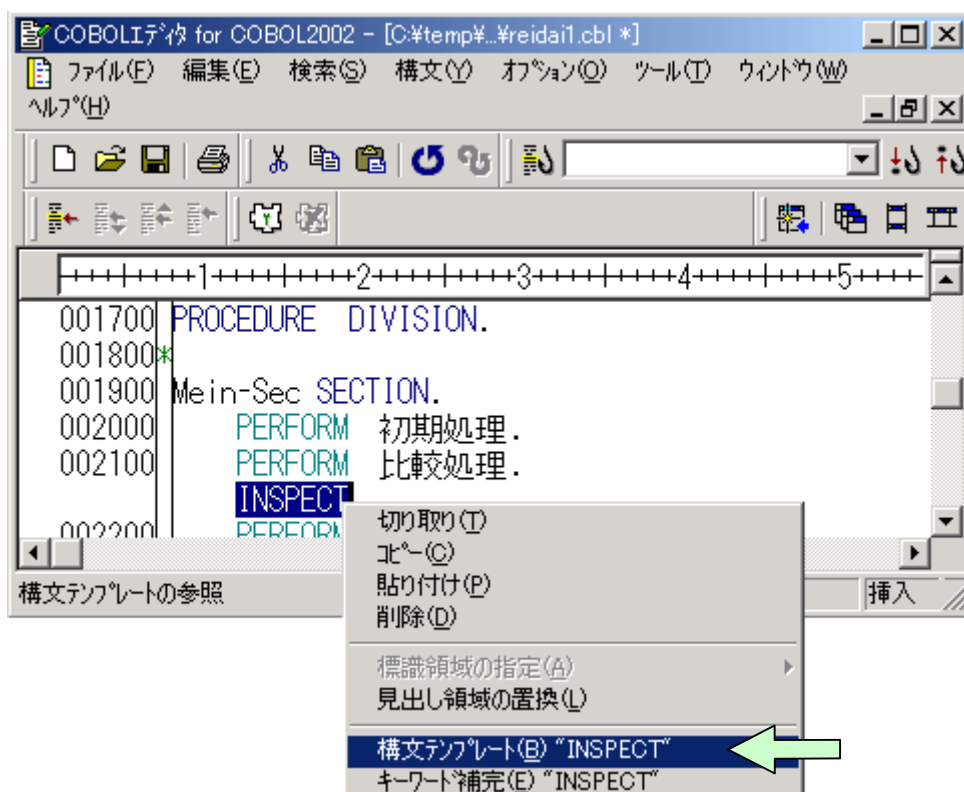 COBOLｴﾃﾞｨﾀ for COBOL2002 - [C:¥temp¥...¥reidai1.cbl *]
ﾌｧｲﾙ(F) 編集(E) 検索(S) 構文(Y) ｵﾌﾟｼｮﾝ(O) ﾂｰﾙ(T) ｳｨﾝﾄﾞｳ(W)
ﾍﾙﾌﾟ(H)
++++|++++1++++|++++2++++|++++3++++|++++4++++|++++5++++
001700 PROCEDURE DIVISION.
001800*
001900 Mein-Sec SECTION.
002000 PERFORM 初期処理.
002100 PERFORM 比較処理.
INSPECT
002200 PERFORM
構文ﾃﾝﾌﾟﾚｰﾄの参照
挿入
切り取り(T)
ｺﾋﾟｰ(C)
貼り付け(P)
削除(D)
標識領域の指定(A)
見出し領域の置換(L)
構文ﾃﾝﾌﾟﾚｰﾄ(B) "INSPECT"
ｷｰﾜｰﾄﾞ補完(E) "INSPECT"